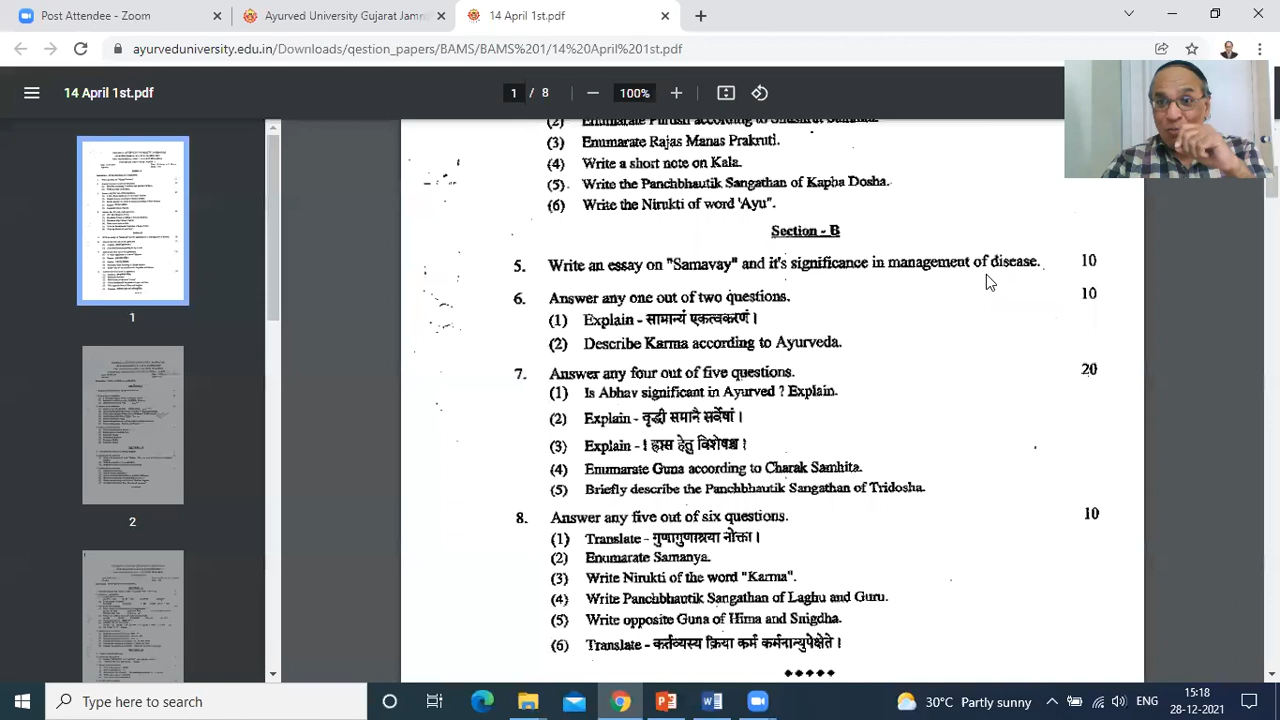 Post Attendee - Zoom
Ayurved University Gujarat Jamn
14 April 1st.pdf
ayurveduniversity.edu.in/Downloads/qestion_papers/BAMS/BAMS%201/14%20April%201st.pdf
14 April 1st.pdf
1 / 8
100%
(2) Enumarate Purush according to
(3) Enumarate Rajas Manas Prakruti.
(4) Write a short note on Kala.
(5) Write the Panchbhautik Sangathan of Kapha Dosha.
(6) Write the Nirukti of word 'Ayu".
Section - B
5. Write an essay on "Samavay" and it's significance in management of disease. 10
6. Answer any one out of two questions. 10
(1) Explain - सामान्यं एकत्वकरणं।
(2) Describe Karma according to Ayurveda.
7. Answer any four out of five questions. 20
(1) Is Abhav significant in Ayurved ? Explain.
(2) Explain - वृद्धी समानै सर्वेषां।
(3) Explain - । हास हेतु विशेषश्च।
(4) Enumarate Guna according to Charak Samhita.
(5) Briefly describe the Panchbhautik Sangathan of Tridosha.
8. Answer any five out of six questions. 10
(1) Translate - गुणागुणाश्रया नोक्ता।
(2) Enumarate Samanya.
(3) Write Nirukti of the word "Karma".
(4) Write Panchbhautik Sangathan of Laghu and Guru.
(5) Write opposite Guna of Hima and Snigdha.
(6) Translate - कर्तव्यस्य क्रिया कर्म कर्मनान्युपेक्षेते।
1
2
Type here to search
30°C Partly sunny
ENG
15:18
28-12-2021